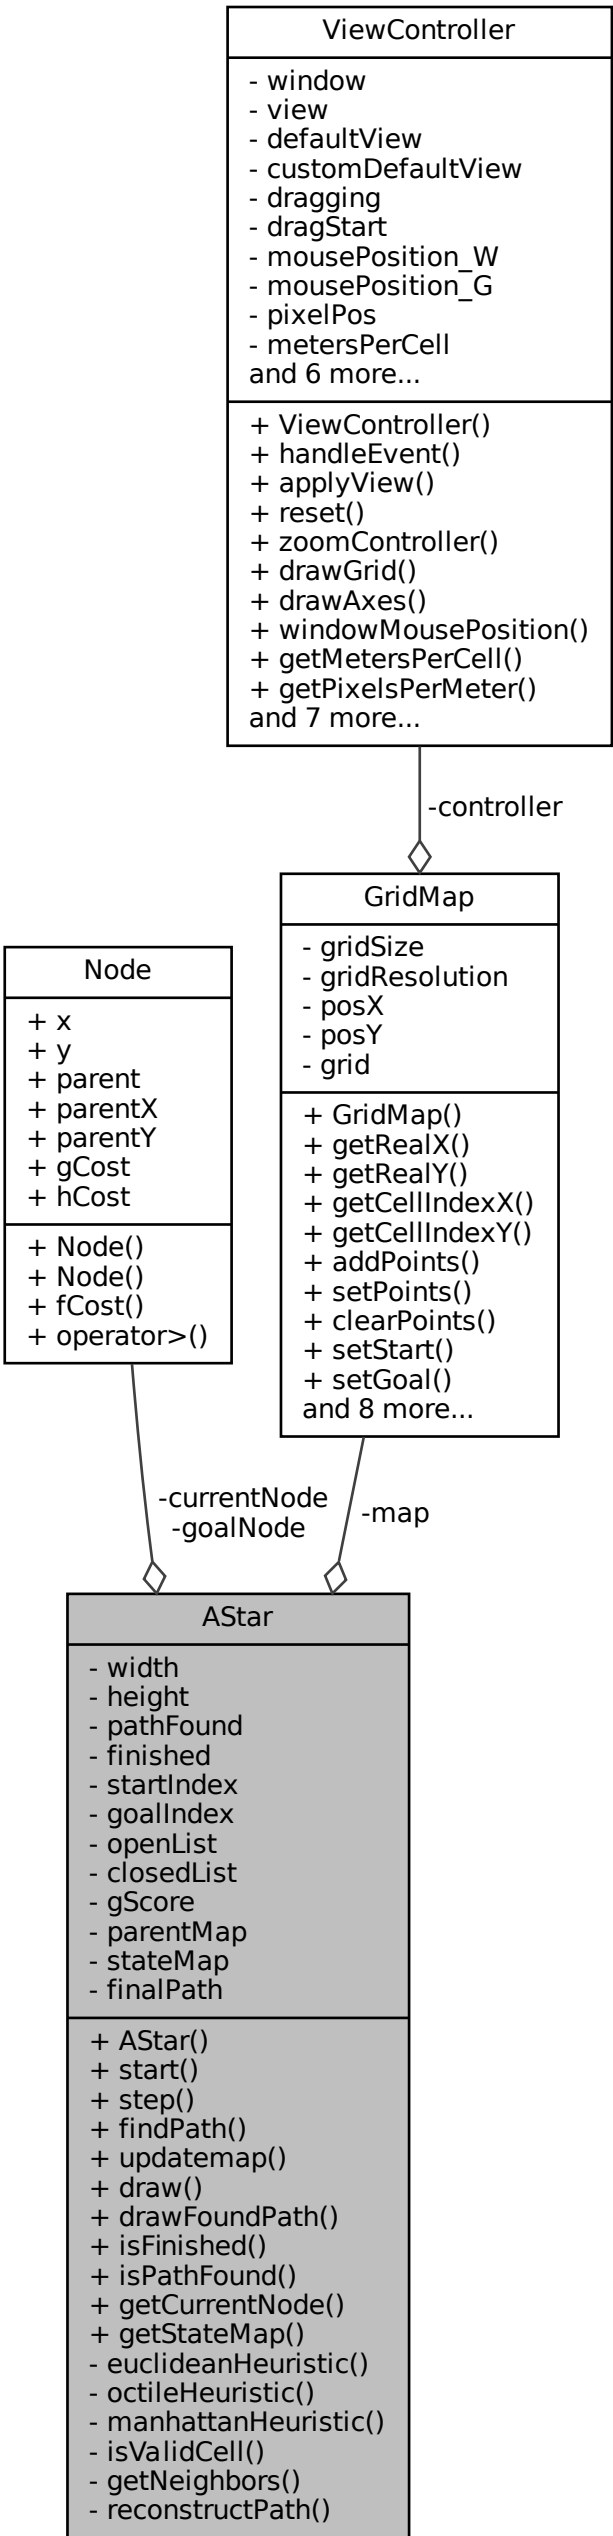 ViewController
- window
- view
- defaultView
- customDefaultView
- dragging
- dragStart
- mousePosition_W
- mousePosition_G
- pixelPos
- metersPerCell
and 6 more...
+ ViewController()
+ handleEvent()
+ applyView()
+ reset()
+ zoomController()
+ drawGrid()
+ drawAxes()
+ windowMousePosition()
+ getMetersPerCell()
+ getPixelsPerMeter()
and 7 more...
-controller
GridMap
- gridSize
- gridResolution
- posX
- posY
- grid
+ GridMap()
+ getRealX()
+ getRealY()
+ getCellIndexX()
+ getCellIndexY()
+ addPoints()
+ setPoints()
+ clearPoints()
+ setStart()
+ setGoal()
and 8 more...
Node
+ x
+ y
+ parent
+ parentX
+ parentY
+ gCost
+ hCost
+ Node()
+ Node()
+ fCost()
+ operator>()
-currentNode
-goalNode
-map
AStar
- width
- height
- pathFound
- finished
- startIndex
- goalIndex
- openList
- closedList
- gScore
- parentMap
- stateMap
- finalPath
+ AStar()
+ start()
+ step()
+ findPath()
+ updatemap()
+ draw()
+ drawFoundPath()
+ isFinished()
+ isPathFound()
+ getCurrentNode()
+ getStateMap()
- euclideanHeuristic()
- octileHeuristic()
- manhattanHeuristic()
- isValidCell()
- getNeighbors()
- reconstructPath()